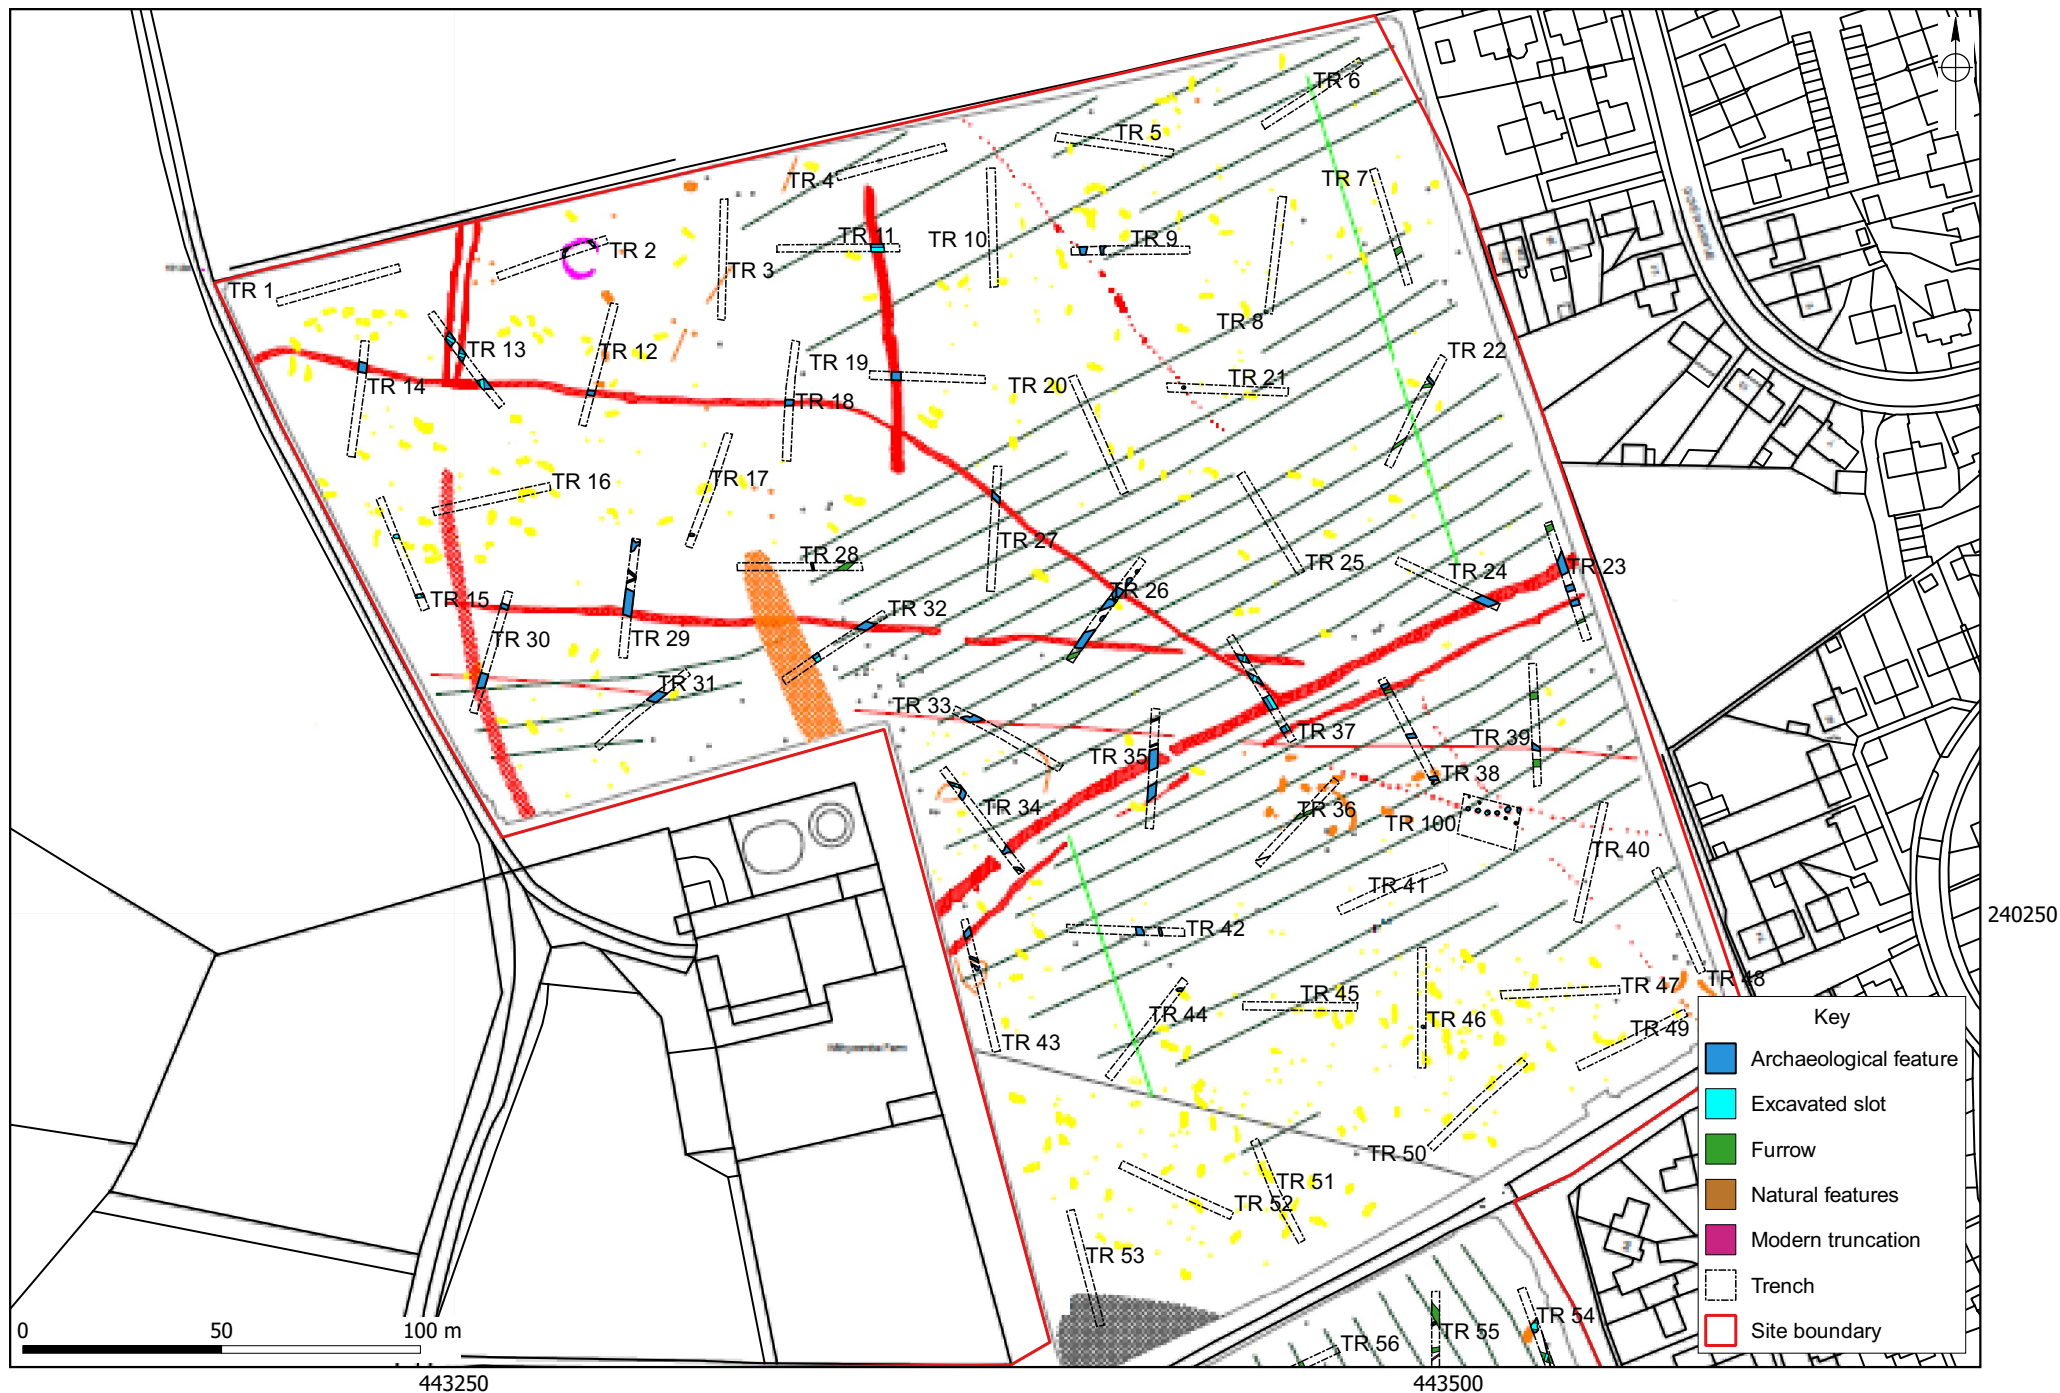 TR 6
TR 5
TR 4
TR 7
TR 11
TR 10
TR 9
TR 2
TR 3
TR 1
TR 8
TR 13
TR 12
TR 22
TR 14
TR 19
TR 20
TR 21
TR 18
TR 16
TR 17
TR 28
TR 27
TR 25
TR 24
TR 23
TR 26
TR 15
TR 32
TR 30
TR 29
TR 31
TR 33
TR 37
TR 39
TR 35
TR 38
TR 34
TR 36
TR 100
TR 40
TR 41
240250
TR 42
TR 48
TR 47
TR 45
TR 44
TR 46
TR 49
TR 43
TR 50
TR 51
TR 52
TR 53
TR 54
TR 55
TR 56
Key
Archaeological feature
Excavated slot
Furrow
Natural features
Modern truncation
Trench
Site boundary
0 50 100 m
443250 443500